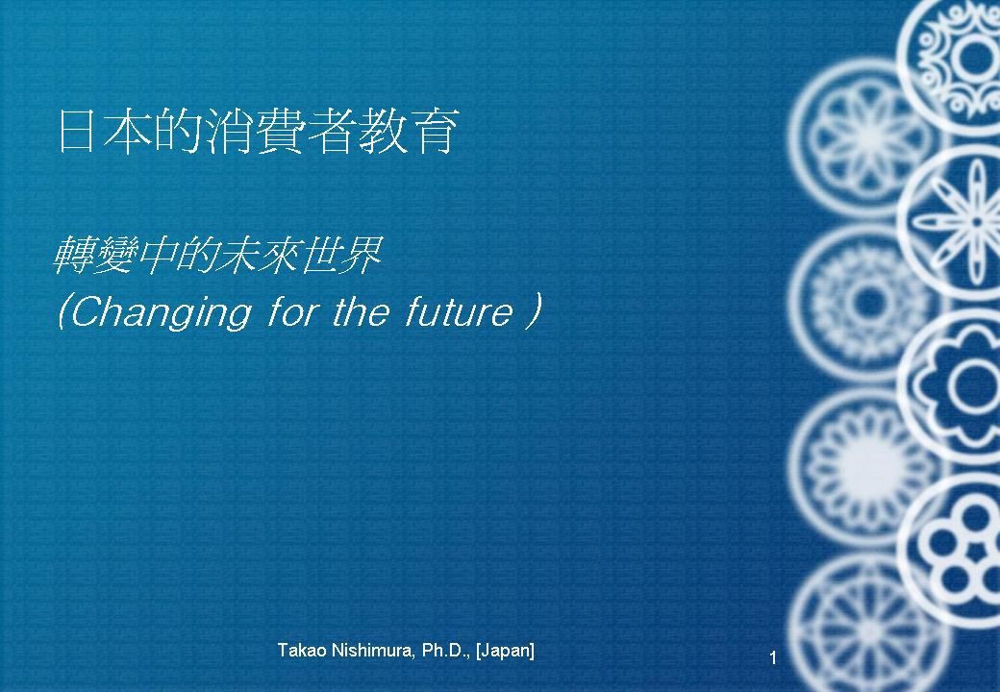 日本的消費者教育
轉變中的未來世界
(Changing for the future )
Takao Nishimura, Ph.D., [Japan]
1